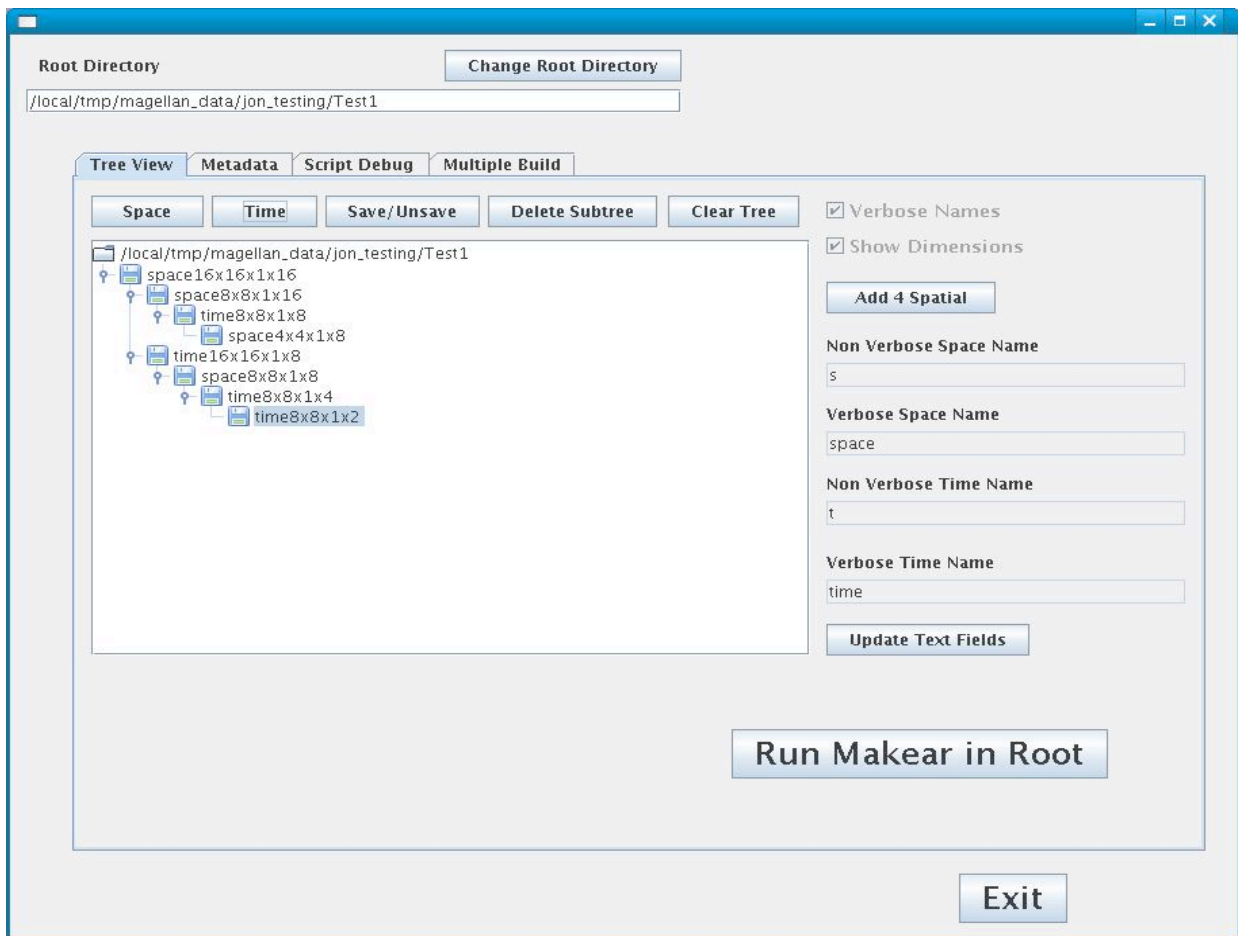 Root Directory
Change Root Directory
/local/tmp/magellan_data/jon_testing/Test1
Tree View
Metadata
Script Debug
Multiple Build
Space
Time
Save/Unsave
Delete Subtree
Clear Tree
/local/tmp/magellan_data/jon_testing/Test1
space16x16x1x16
space8x8x1x16
time8x8x1x8
space4x4x1x8
time16x16x1x8
space8x8x1x8
time8x8x1x4
time8x8x1x2
Verbose Names
Show Dimensions
Add 4 Spatial
Non Verbose Space Name
s
Verbose Space Name
space
Non Verbose Time Name
t
Verbose Time Name
time
Update Text Fields
Run Makear in Root
Exit